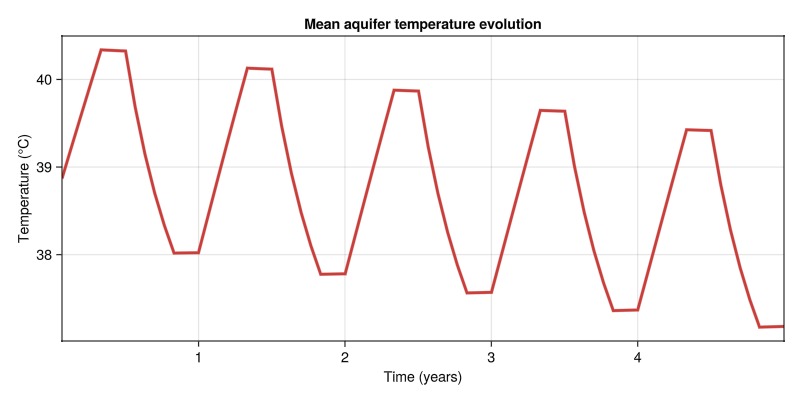 Mean aquifer temperature evolution
Temperature (°C)
40
39
38
1 2 3 4
Time (years)